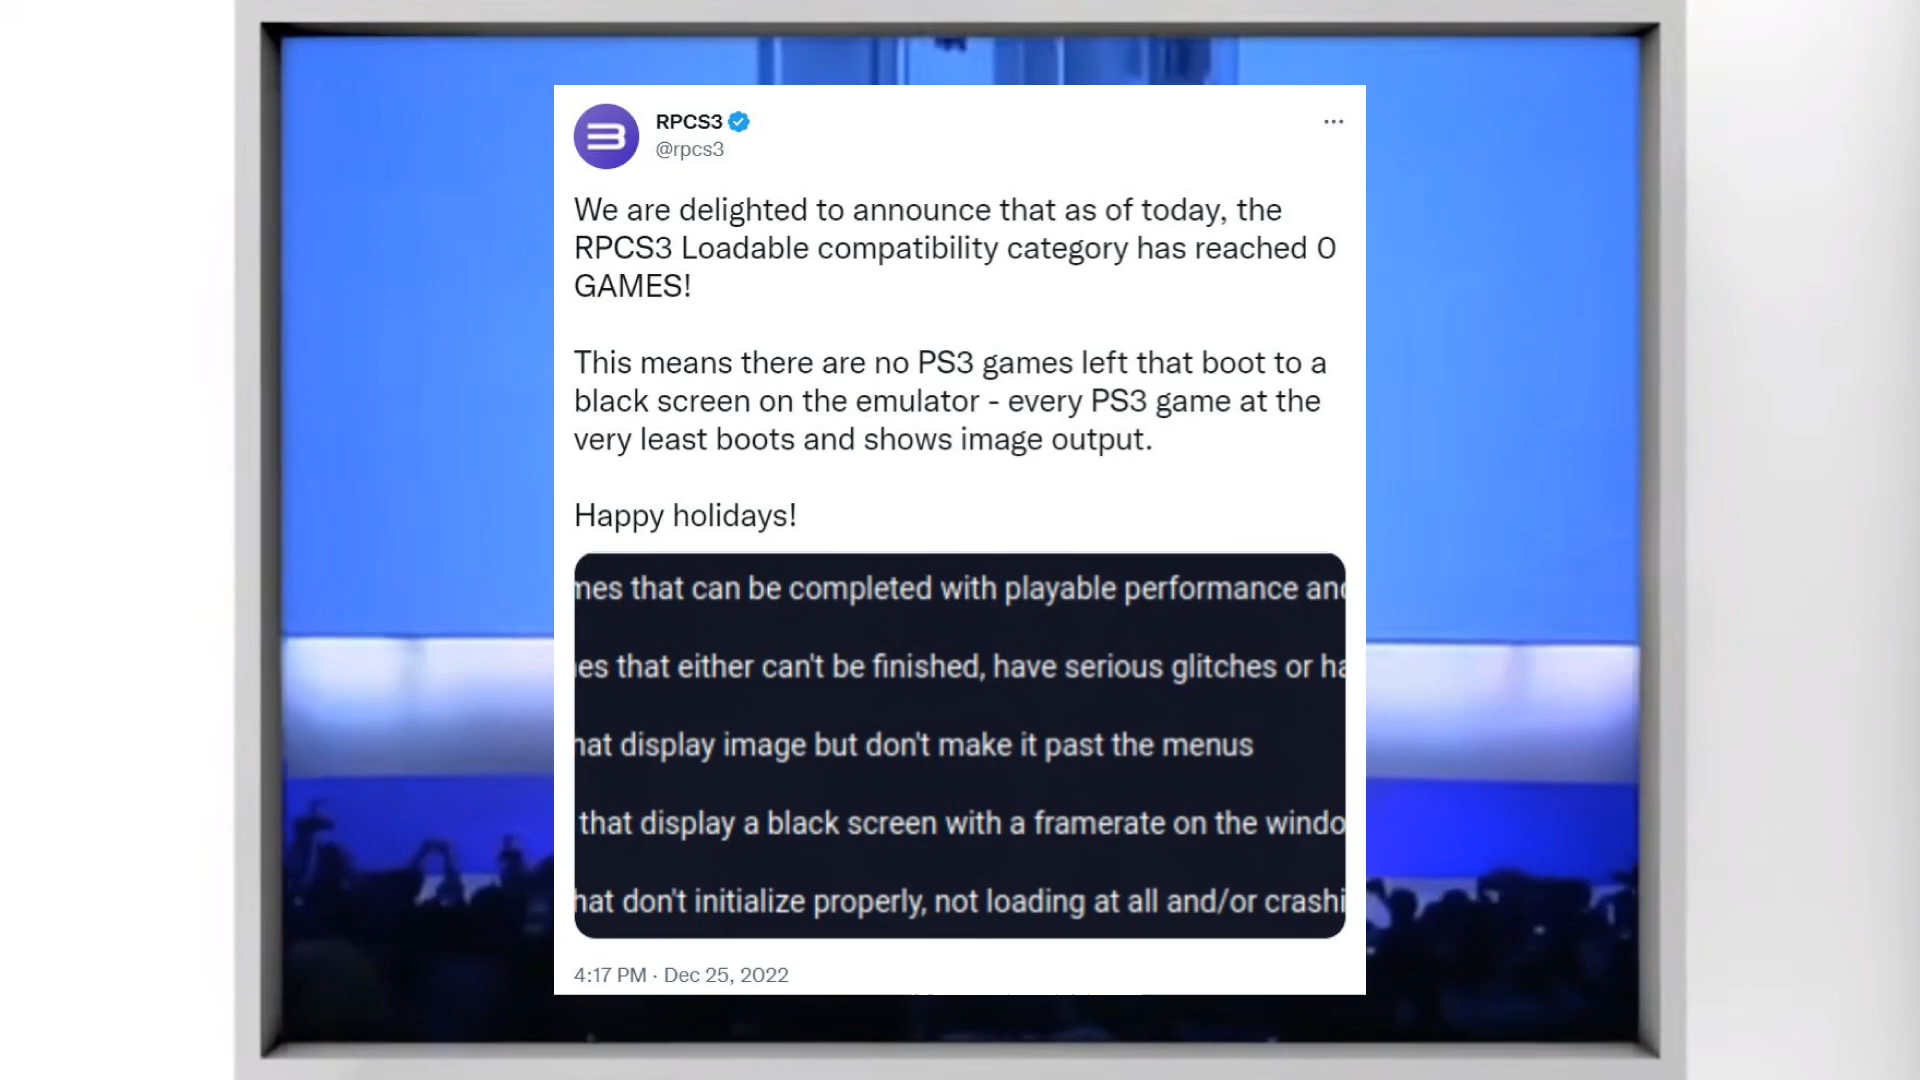 RPCS3
@rpcs3
We are delighted to announce that as of today, the
RPCS3 Loadable compatibility category has reached 0
GAMES!
This means there are no PS3 games left that boot to a
black screen on the emulator - every PS3 game at the
very least boots and shows image output.
Happy holidays!
that can be completed with playable performance
that either can't be finished, have serious glitches or
display image but don't make it past the menus
that display a black screen with a framerate on the
don't initialize properly, not loading at all and/or
4:17 PM · Dec 25, 2022